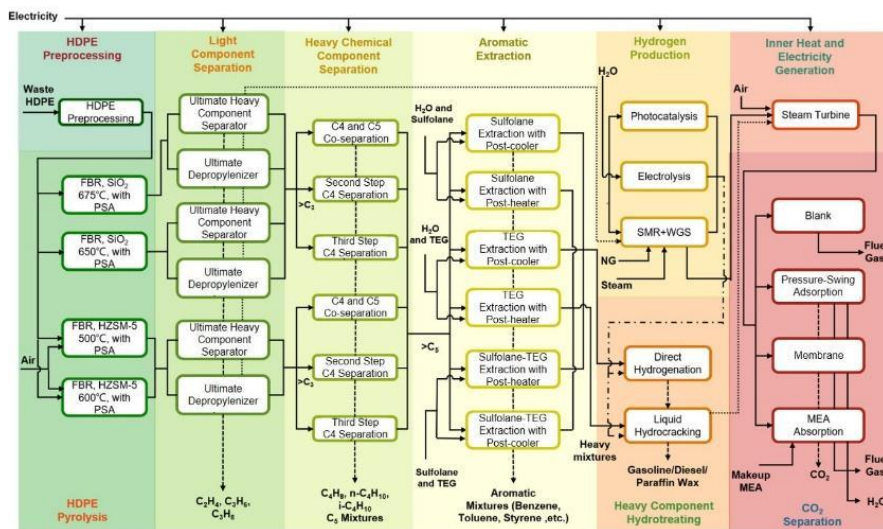 Electricity
HDPE
Preprocessing
Waste
HDPE
HDPE
Preprocessing
FBR, SiO₂
675℃, with
PSA
FBR, SiO₂
650℃, with
PSA
FBR, HZSM-5
500℃, with
PSA
Air
FBR, HZSM-5
600℃, with
PSA
HDPE
Pyrolysis
Light
Component
Separation
Ultimate Heavy
Component
Separator
Ultimate
Depropylenizer
Ultimate Heavy
Component
Separator
Ultimate
Depropylenizer
Ultimate Heavy
Component
Separator
Ultimate
Depropylenizer
C₂H₄, C₃H₆,
C₃H₈
Heavy Chemical
Component
Separation
C4 and C5
Co-separation
>C₃
Second Step
C4 Separation
Third Step
C4 Separation
C4 and C5
Co-separation
>C₃
Second Step
C4 Separation
Third Step
C4 Separation
C₄H₈, n-C₄H₁₀,
i-C₄H₁₀
C₅ Mixtures
Aromatic
Extraction
H₂O and
Sulfolane
Sulfolane
Extraction with
Post-cooler
Sulfolane
Extraction with
Post-heater
H₂O
and TEG
TEG
Extraction with
Post-cooler
TEG
Extraction with
Post-heater
>C₅
Sulfolane-TEG
Extraction with
Post-heater
Sulfolane-TEG
Extraction with
Post-cooler
Sulfolane
and TEG
Aromatic
Mixtures (Benzene,
Toluene, Styrene ,etc.)
Hydrogen
Production
H₂O
Photocatalysis
Electrolysis
SMR+WGS
NG
Steam
Direct
Hydrogenation
Liquid
Hydrocracking
Heavy
mixtures
Gasoline/Diesel/
Paraffin Wax
Heavy Component
Hydrotreating
Inner Heat and
Electricity
Generation
Air
Steam Turbine
Blank
Flue
Gas
Pressure-Swing
Adsorption
Membrane
MEA
Absorption
Makeup
MEA
CO₂
Flue
Gas
H₂O
CO₂
Separation